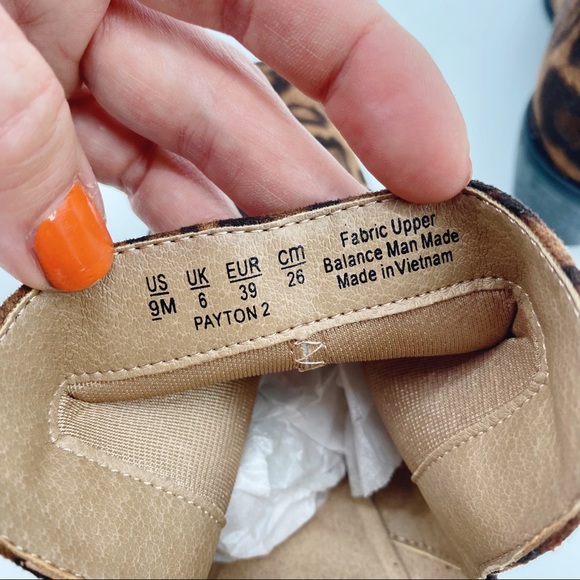 US UK EUR cm
9M 6 39 26
PAYTON 2
Fabric Upper
Balance Man Made
Made in Vietnam